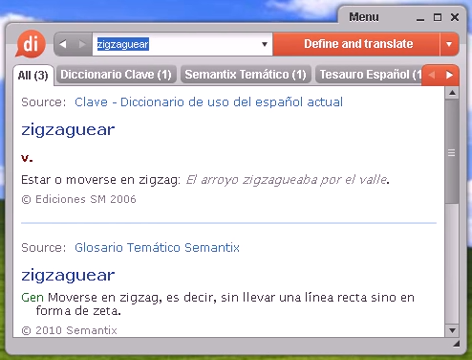 Menu
di zigzaguear Define and translate
All (3) Diccionario Clave (1) Semantix Temático (1) Tesauro Español (1
Source: Clave - Diccionario de uso del español actual
zigzaguear
v.
Estar o moverse en zigzag: El arroyo zigzagueaba por el valle.
© Ediciones SM 2006
Source: Glosario Temático Semantix
zigzaguear
Gen Moverse en zigzag, es decir, sin llevar una línea recta sino en
forma de zeta.
© 2010 Semantix